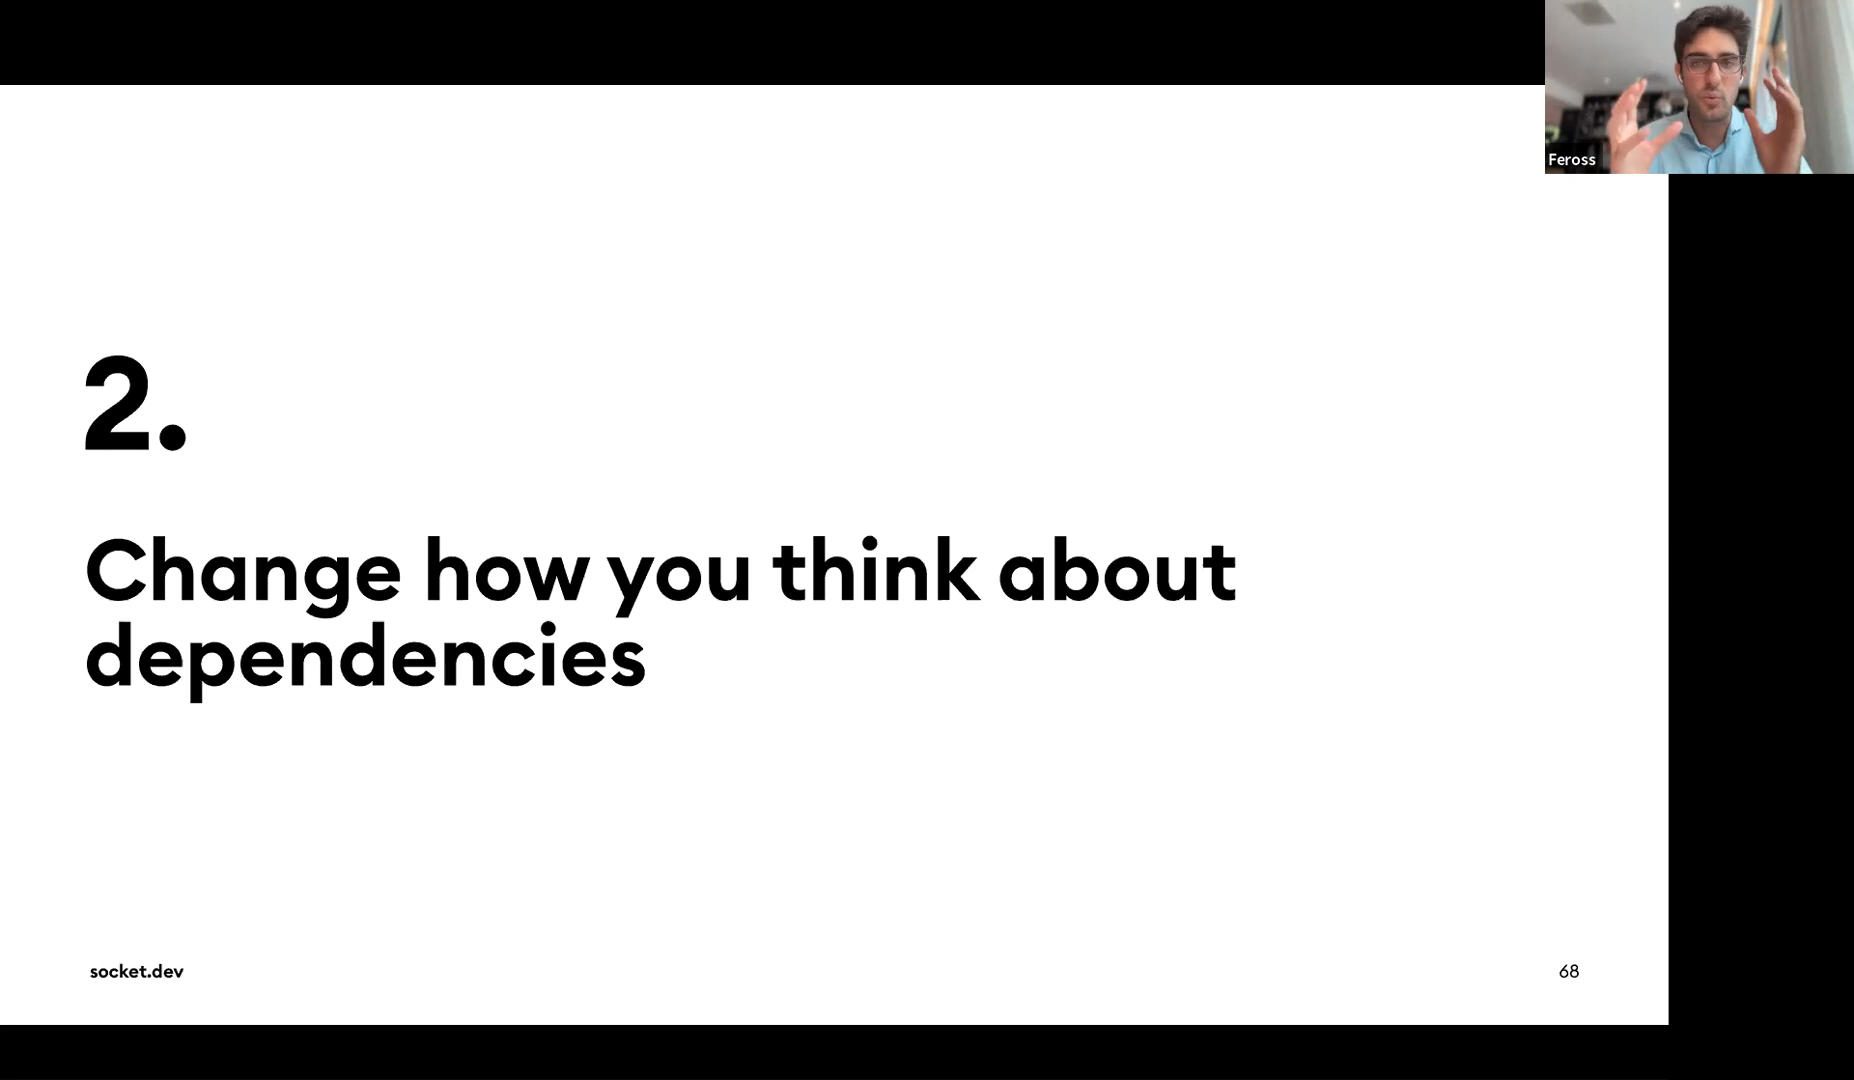 Feross
2.
Change how you think about
dependencies
socket.dev
68